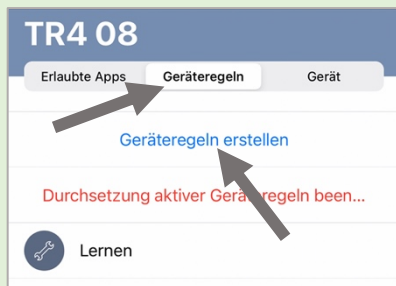 TR4 08
Erlaubte Apps Geräteregeln Gerät
Geräteregeln erstellen
Durchsetzung aktiver Geräteregeln been...
Lernen